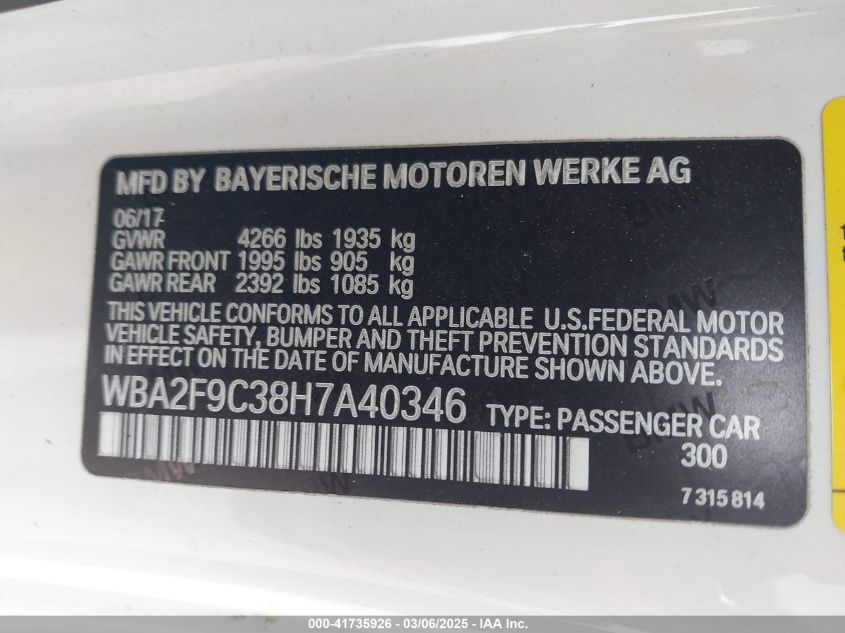 MFD BY BAYERISCHE MOTOREN WERKE AG
06/17
GVWR 4266 lbs 1935 kg
GAWR FRONT 1995 lbs 905 kg
GAWR REAR 2392 lbs 1085 kg
THIS VEHICLE CONFORMS TO ALL APPLICABLE U.S.FEDERAL MOTOR
VEHICLE SAFETY, BUMPER AND THEFT PREVENTION STANDARDS
IN EFFECT ON THE DATE OF MANUFACTURE SHOWN ABOVE.
WBA2F9C38H7A40346 TYPE: PASSENGER CAR
300
7 315 814
000-41735926 - 03/06/2025 - IAA Inc.